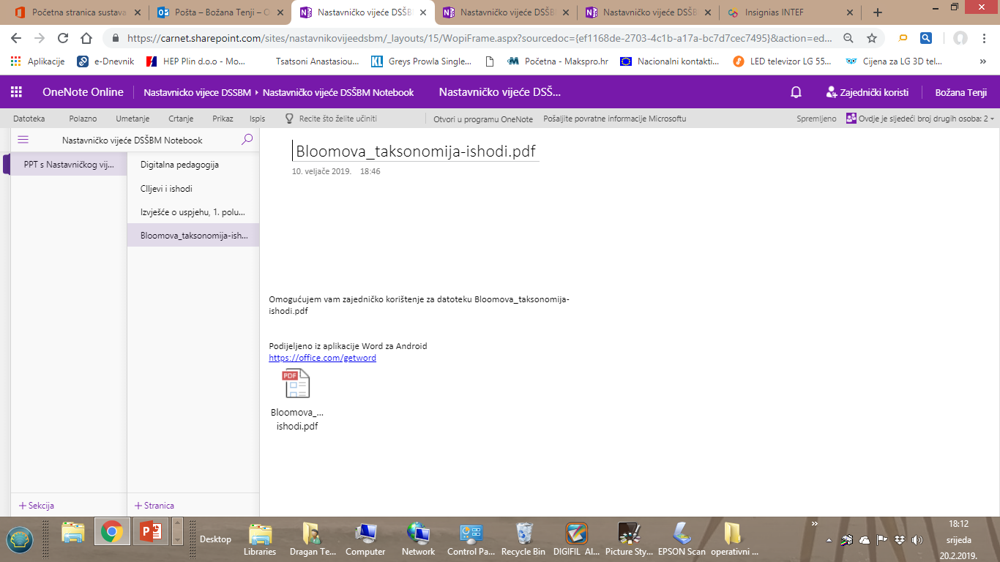 Početna stranica sustava
Pošta – Božana Tenji – O
Nastavničko vijeće DSŠB
Nastavničko vijeće DSŠB
Nastavničko vijeće DSŠB
Insignias INTEF
https://carnet.sharepoint.com/sites/nastavnikovijeedsbm/_layouts/15/WopiFrame.aspx?sourcedoc={ef1168de-2703-4c1b-a17a-bc7d7cec7495}&action=ed...
Aplikacije
e-Dnevnik
HEP Plin d.o.o - Mo...
Tsatsoni Anastasiou...
KL Greys Prowla Single...
Početna - Makspro.hr
Nacionalni kontakti...
LED televizor LG 55...
Cijena za LG 3D tel...
»
OneNote Online
Nastavnicko vijece DSSBM
Nastavničko vijeće DSŠBM Notebook
Nastavničko vijeće DSŠ...
Zajednički koristi
Božana Tenji
Datoteka Polazno Umetanje Crtanje Prikaz Ispis Recite što želite učiniti Otvori u programu OneNote Pošaljite povratne informacije Microsoftu Spremljeno Ovdje je sljedeći broj drugih osoba: 2
Nastavničko vijeće DSŠBM Notebook
PPT s Nastavničkog vij...
Digitalna pedagogija
CIljevi i ishodi
Izvješće o uspjehu, 1. polu...
Bloomova_taksonomija-ish...
+ Sekcija
+ Stranica
Bloomova_taksonomija-ishodi.pdf
10. veljače 2019. 18:46
Omogućujem vam zajedničko korištenje za datoteku Bloomova_taksonomija-
ishodi.pdf
Podijeljeno iz aplikacije Word za Android
https://office.com/getword
PDF
Bloomova_...
ishodi.pdf
Desktop
Libraries
Dragan Te...
Computer
Network
Control Pa...
Recycle Bin
DIGIFIL Al...
Picture Sty...
EPSON Scan
operativni ...
»
18:12
srijeda
20.2.2019.